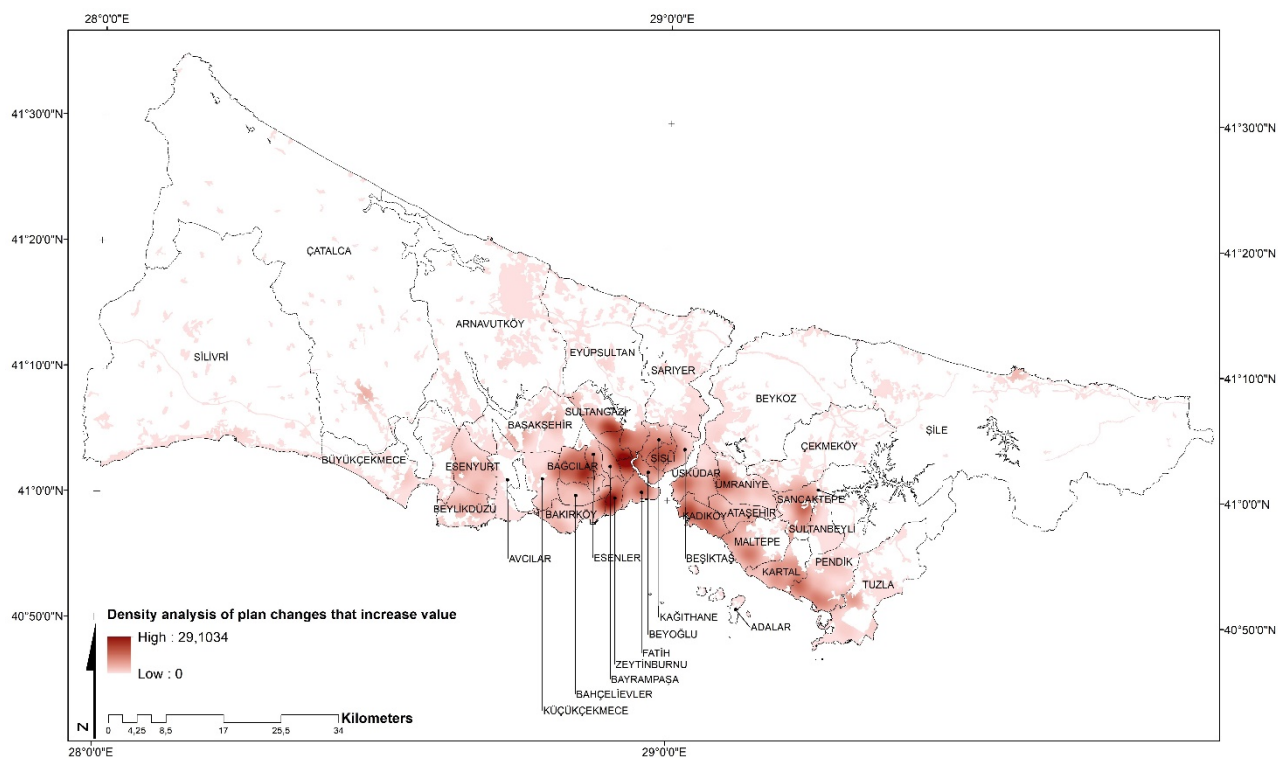 28°0'0"E
29°0'0"E
41°30'0"N
41°30'0"N
41°20'0"N
41°20'0"N
ÇATALCA
ARNAVUTKÖY
SİLİVRİ
EYÜPSULTAN
41°10'0"N
SARIYER
41°10'0"N
BEYKOZ
SULTANGAZİ
BAŞAKŞEHİR
ŞİLE
ÇEKMEKÖY
BÜYÜKÇEKMECE
ESENYURT
BAĞCILAR
ŞİŞLİ
ÜSKÜDAR
ÜMRANİYE
41°0'0"N
SANCAKTEPE
41°0'0"N
BEYLİKDÜZÜ
BAKIRKÖY
KADIKÖY
ATAŞEHİR
SULTANBEYLİ
MALTEPE
AVCILAR
ESENLER
BEŞİKTAŞ
PENDİK
KARTAL
TUZLA
40°50'0"N
Density analysis of plan changes that increase value
KAĞITHANE
ADALAR
40°50'0"N
High : 29,1034
BEYOĞLU
FATİH
ZEYTİNBURNU
Low : 0
BAYRAMPAŞA
BAHÇELİEVLER
KÜÇÜKÇEKMECE
Kilometers
N
0 4,25 8,5 17 25,5 34
28°0'0"E
29°0'0"E